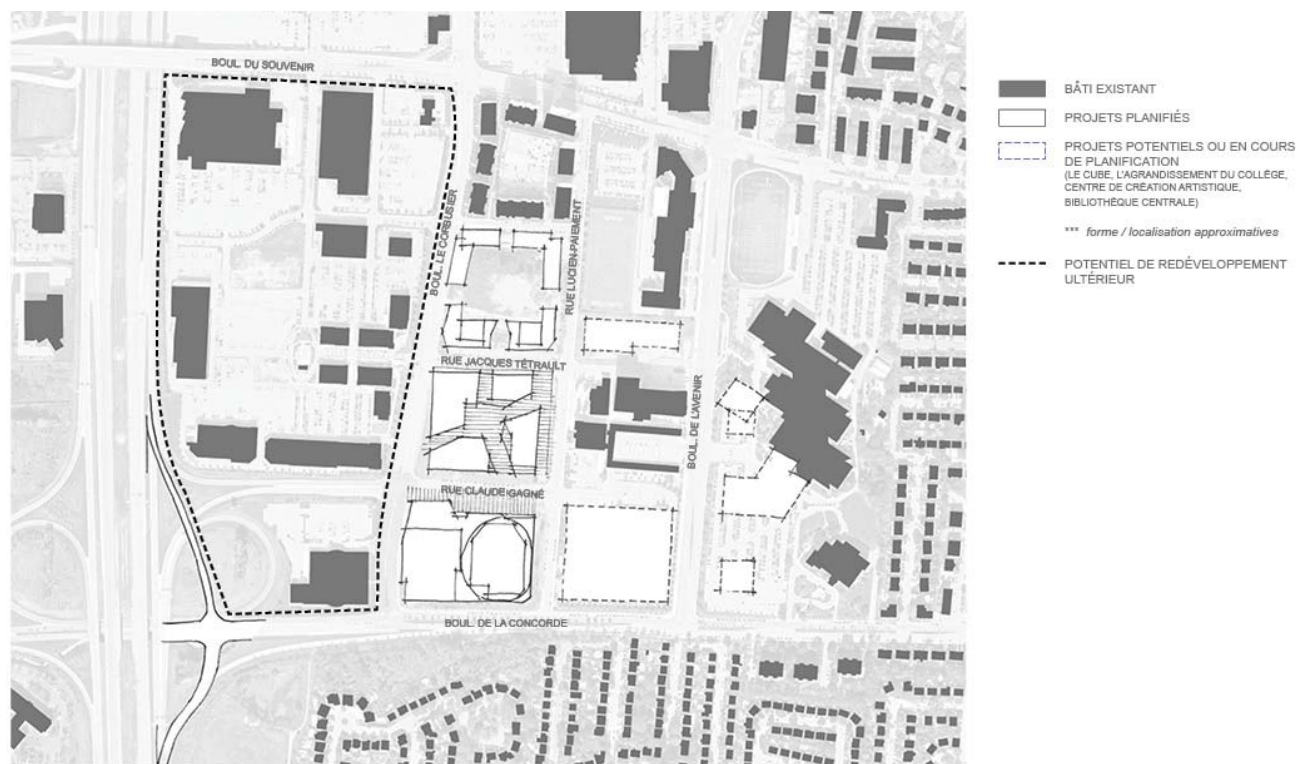 BOUL. DU SOUVENIR
BOUL. LE CORBUSIER
RUE LUCIEN-PAIEMENT
RUE JACQUES TÉTRAULT
BOUL. DE L'AVENIR
RUE CLAUDE GAGNÉ
BOUL. DE LA CONCORDE
BÂTI EXISTANT
PROJETS PLANIFIÉS
PROJETS POTENTIELS OU EN COURS
DE PLANIFICATION
(LE CUBE, L'AGRANDISSEMENT DU COLLÈGE,
CENTRE DE CRÉATION ARTISTIQUE,
BIBLIOTHÈQUE CENTRALE)
*** forme / localisation approximatives
POTENTIEL DE REDÉVELOPPEMENT
ULTÉRIEUR